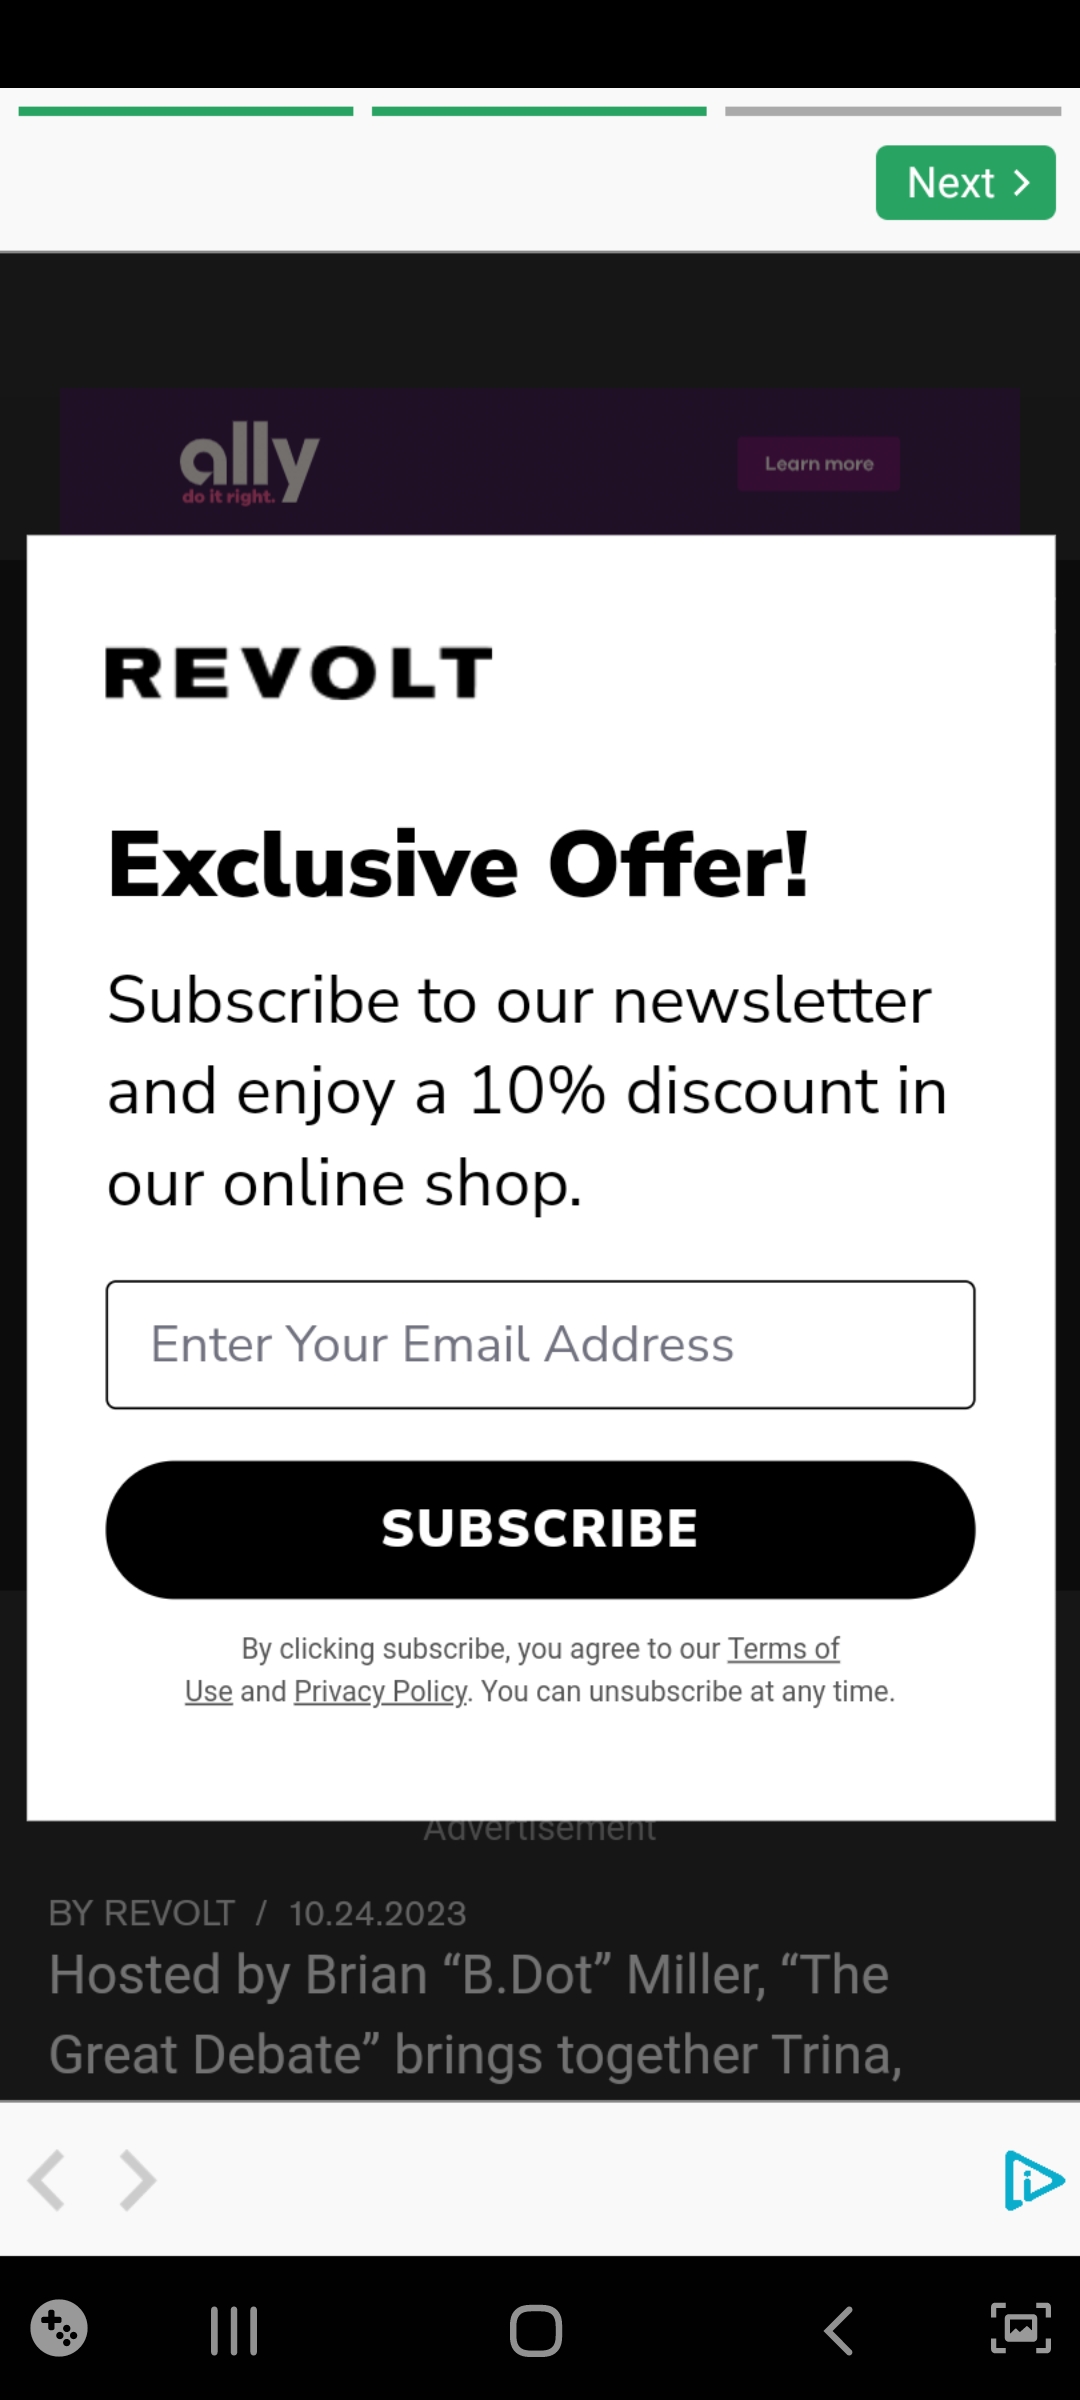 Next
ally
do it right.
Learn more
REVOLT
Exclusive Offer!
Subscribe to our newsletter
and enjoy a 10% discount in
our online shop.
Enter Your Email Address
SUBSCRIBE
By clicking subscribe, you agree to our Terms of
Use and Privacy Policy. You can unsubscribe at any time.
Advertisement
BY REVOLT / 10.24.2023
Hosted by Brian “B.Dot” Miller, “The
Great Debate” brings together Trina,